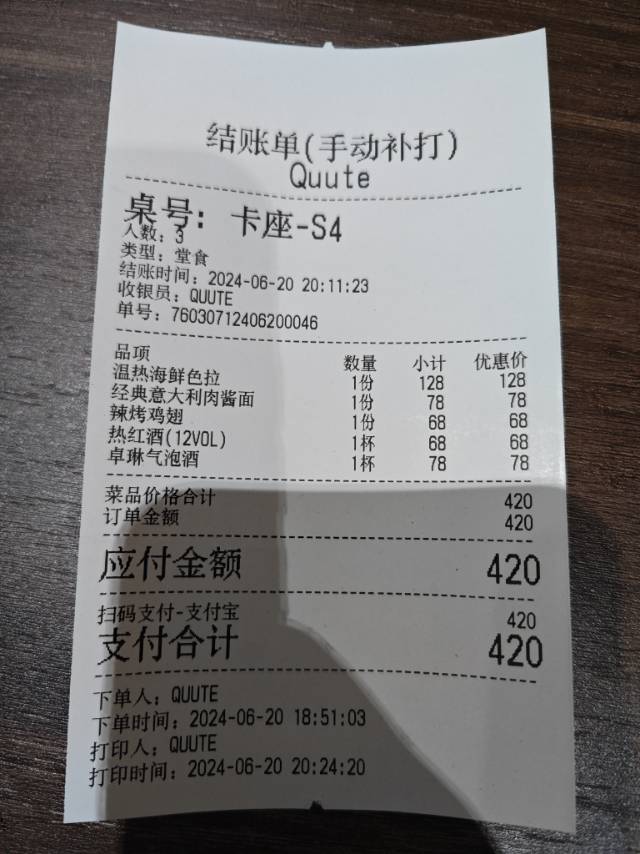 结账单(手动补打)
Quute
桌号: 卡座-S4
人数: 3
类型: 堂食
结账时间: 2024-06-20 20:11:23
收银员: QUUTE
单号: 76030712406200046
品项 数量 小计 优惠价
温热海鲜色拉 1份 128 128
经典意大利肉酱面 1份 78 78
辣烤鸡翅 1份 68 68
热红酒(12VOL) 1杯 68 68
卓琳气泡酒 1杯 78 78
菜品价格合计 420
订单金额 420
应付金额 420
扫码支付-支付宝 420
支付合计 420
下单人: QUUTE
下单时间: 2024-06-20 18:51:03
打印人: QUUTE
打印时间: 2024-06-20 20:24:20